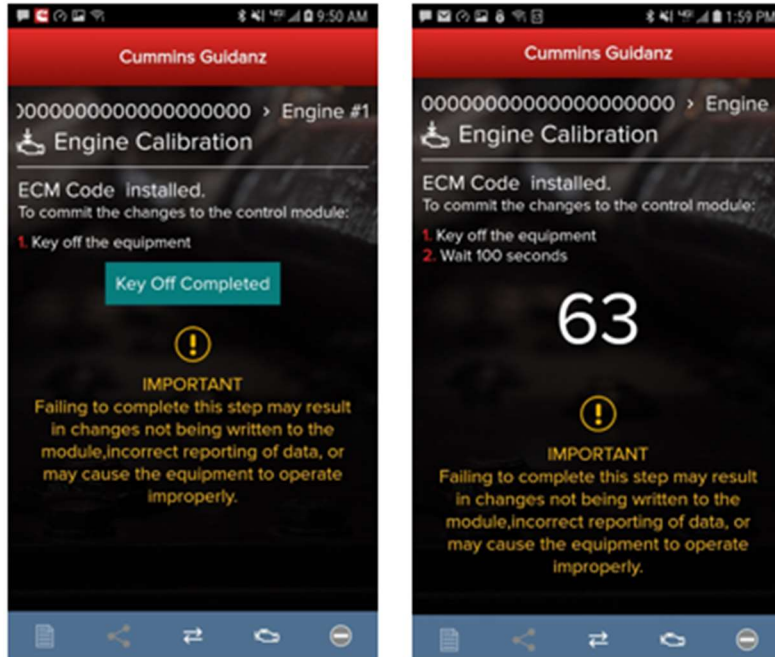 9:50 AM
Cummins Guidanz
00000000000000000000 > Engine #1
Engine Calibration
ECM Code installed.
To commit the changes to the control module:
1. Key off the equipment
Key Off Completed
IMPORTANT
Failing to complete this step may result
in changes not being written to the
module,incorrect reporting of data, or
may cause the equipment to operate
improperly.
1:59 PM
Cummins Guidanz
00000000000000000000 > Engine
Engine Calibration
ECM Code installed.
To commit the changes to the control module:
1. Key off the equipment
2. Wait 100 seconds
63
IMPORTANT
Failing to complete this step may result
in changes not being written to the
module,incorrect reporting of data, or
may cause the equipment to operate
improperly.